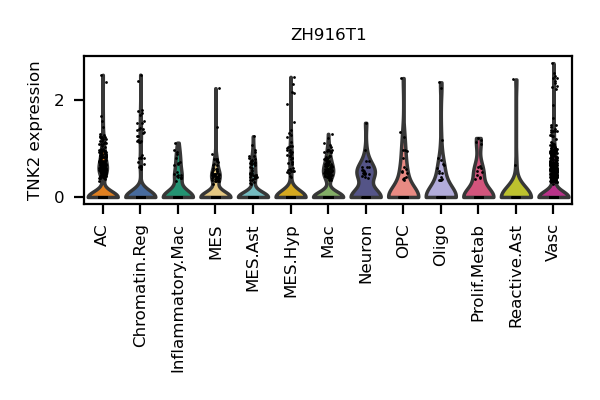 ZH916T1
TNK2 expression
2
0
AC
Chromatin.Reg
Inflammatory.Mac
MES
MES.Ast
MES.Hyp
Mac
Neuron
OPC
Oligo
Prolif.Metab
Reactive.Ast
Vasc